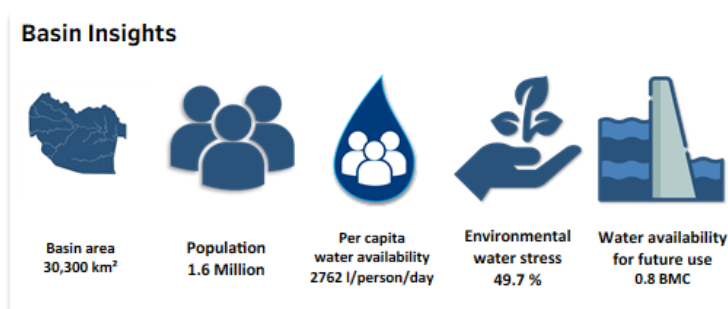 Basin Insights
Basin area
30,300 km²
Population
1.6 Million
Per capita
water availability
2762 l/person/day
Environmental
water stress
49.7 %
Water availability
for future use
0.8 BMC